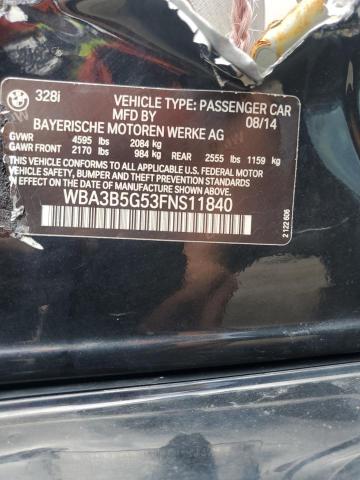 328i VEHICLE TYPE: PASSENGER CAR
MFD BY 08/14
BAYERISCHE MOTOREN WERKE AG
GVWR 4595 lbs 2084 kg
GAWR FRONT 2170 lbs 984 kg REAR 2555 lbs 1159 kg
THIS VEHICLE CONFORMS TO ALL APPLICABLE FEDERAL MOTOR
VEHICLE SAFETY, BUMPER AND THEFT PREVENTION STANDARDS
IN EFFECT ON THE DATE OF MANUFACTURE SHOWN ABOVE.
WBA3B5G53FNS11840
2 122 606